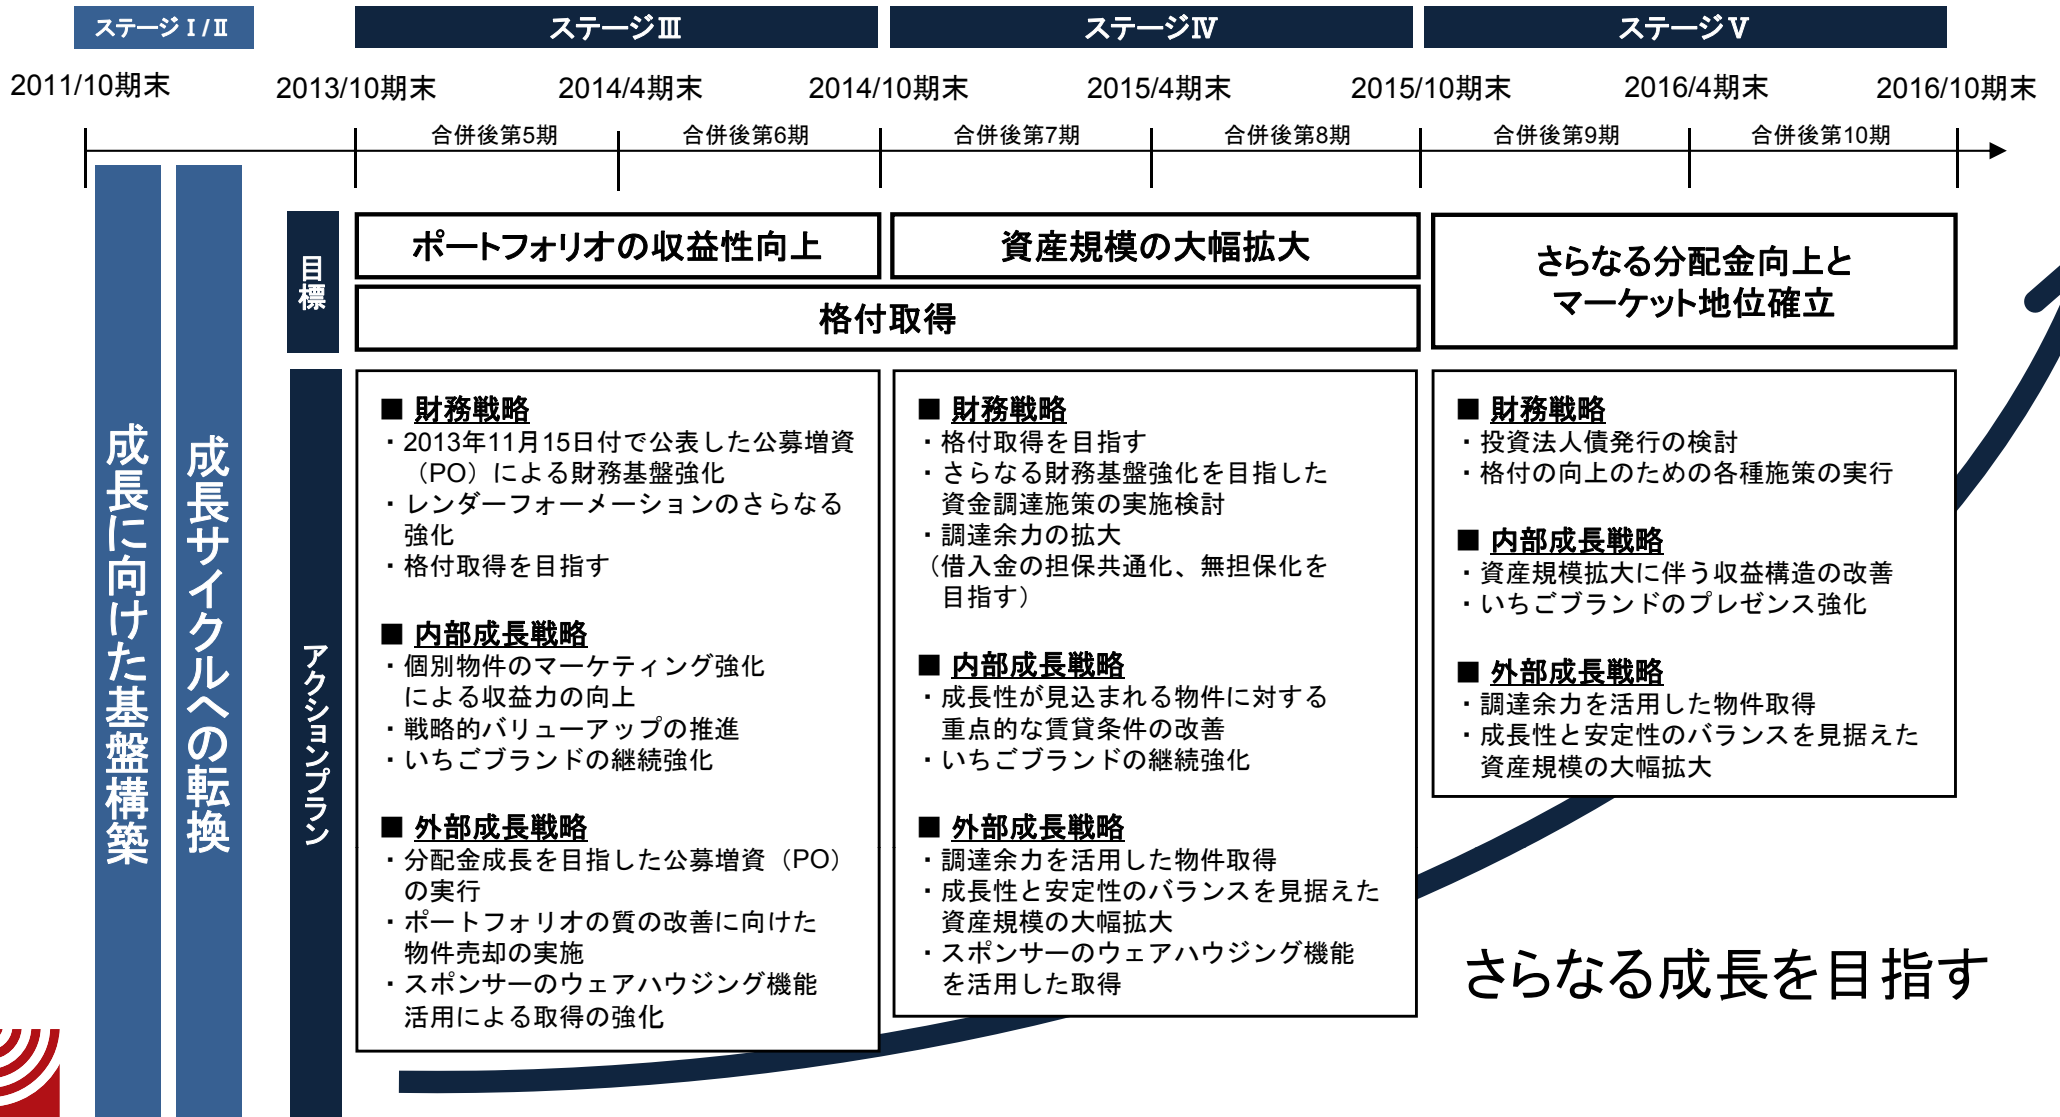 ステージⅠ/Ⅱ
ステージⅢ
ステージⅣ
ステージⅤ
2011/10期末
2013/10期末
2014/4期末
2014/10期末
2015/4期末
2015/10期末
2016/4期末
2016/10期末
合併後第5期
合併後第6期
合併後第7期
合併後第8期
合併後第9期
合併後第10期
成長に向けた基盤構築
成長サイクルへの転換
目標
ポートフォリオの収益性向上
資産規模の大幅拡大
格付取得
さらなる分配金向上と
マーケット地位確立
アクションプラン
■ 財務戦略
・2013年11月15日付で公表した公募増資
（PO）による財務基盤強化
・レンダーフォーメーションのさらなる
強化
・格付取得を目指す
■ 内部成長戦略
・個別物件のマーケティング強化
による収益力の向上
・戦略的バリューアップの推進
・いちごブランドの継続強化
■ 外部成長戦略
・分配金成長を目指した公募増資（PO）
の実行
・ポートフォリオの質の改善に向けた
物件売却の実施
・スポンサーのウェアハウジング機能
活用による取得の強化
■ 財務戦略
・格付取得を目指す
・さらなる財務基盤強化を目指した
資金調達施策の実施検討
・調達余力の拡大
（借入金の担保共通化、無担保化を
目指す）
■ 内部成長戦略
・成長性が見込まれる物件に対する
重点的な賃貸条件の改善
・いちごブランドの継続強化
■ 外部成長戦略
・調達余力を活用した物件取得
・成長性と安定性のバランスを見据えた
資産規模の大幅拡大
・スポンサーのウェアハウジング機能
を活用した取得
■ 財務戦略
・投資法人債発行の検討
・格付の向上のための各種施策の実行
■ 内部成長戦略
・資産規模拡大に伴う収益構造の改善
・いちごブランドのプレゼンス強化
■ 外部成長戦略
・調達余力を活用した物件取得
・成長性と安定性のバランスを見据えた
資産規模の大幅拡大
さらなる成長を目指す